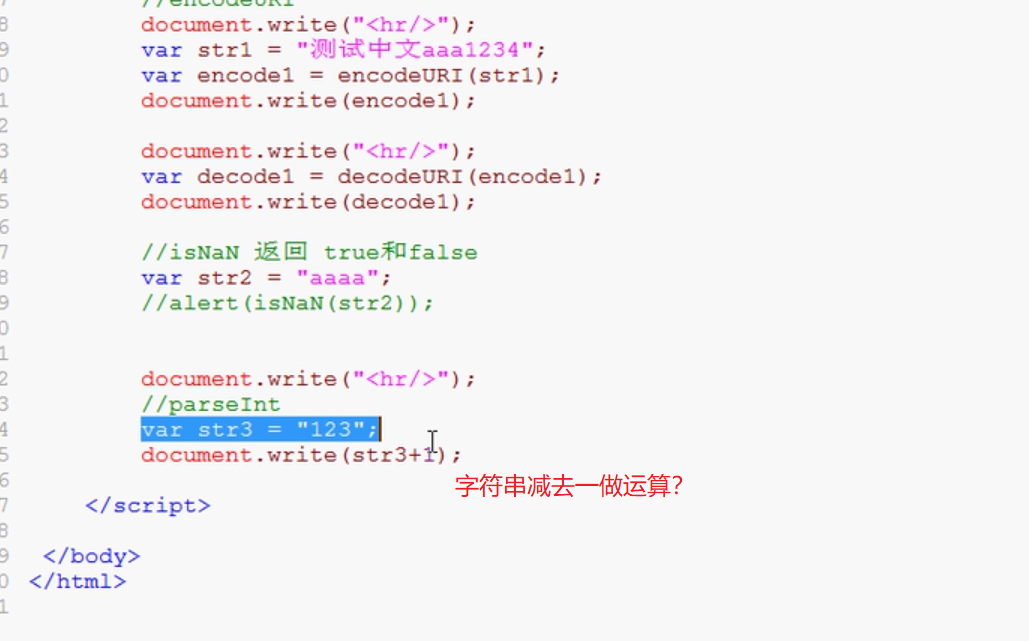 //encodeURI
8 document.write("<hr/>");
9 var str1 = "测试中文aaa1234";
0 var encode1 = encodeURI(str1);
1 document.write(encode1);
2
3 document.write("<hr/>");
4 var decode1 = decodeURI(encode1);
5 document.write(decode1);
6
7 //isNaN 返回 true和false
8 var str2 = "aaaa";
9 //alert(isNaN(str2));
0
1
2 document.write("<hr/>");
3 //parseInt
4 var str3 = "123";
5 document.write(str3+1);
6 字符串减去一做运算?
7 </script>
8
9 </body>
0 </html>
1